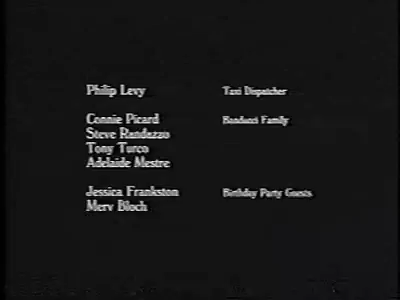 Philip Levy Taxi Dispatcher
Connie Picard Banducci Family
Steve Randazzo
Tony Turco
Adelaide Mestre
Jessica Frankston Birthday Party Guests
Merv Bloch